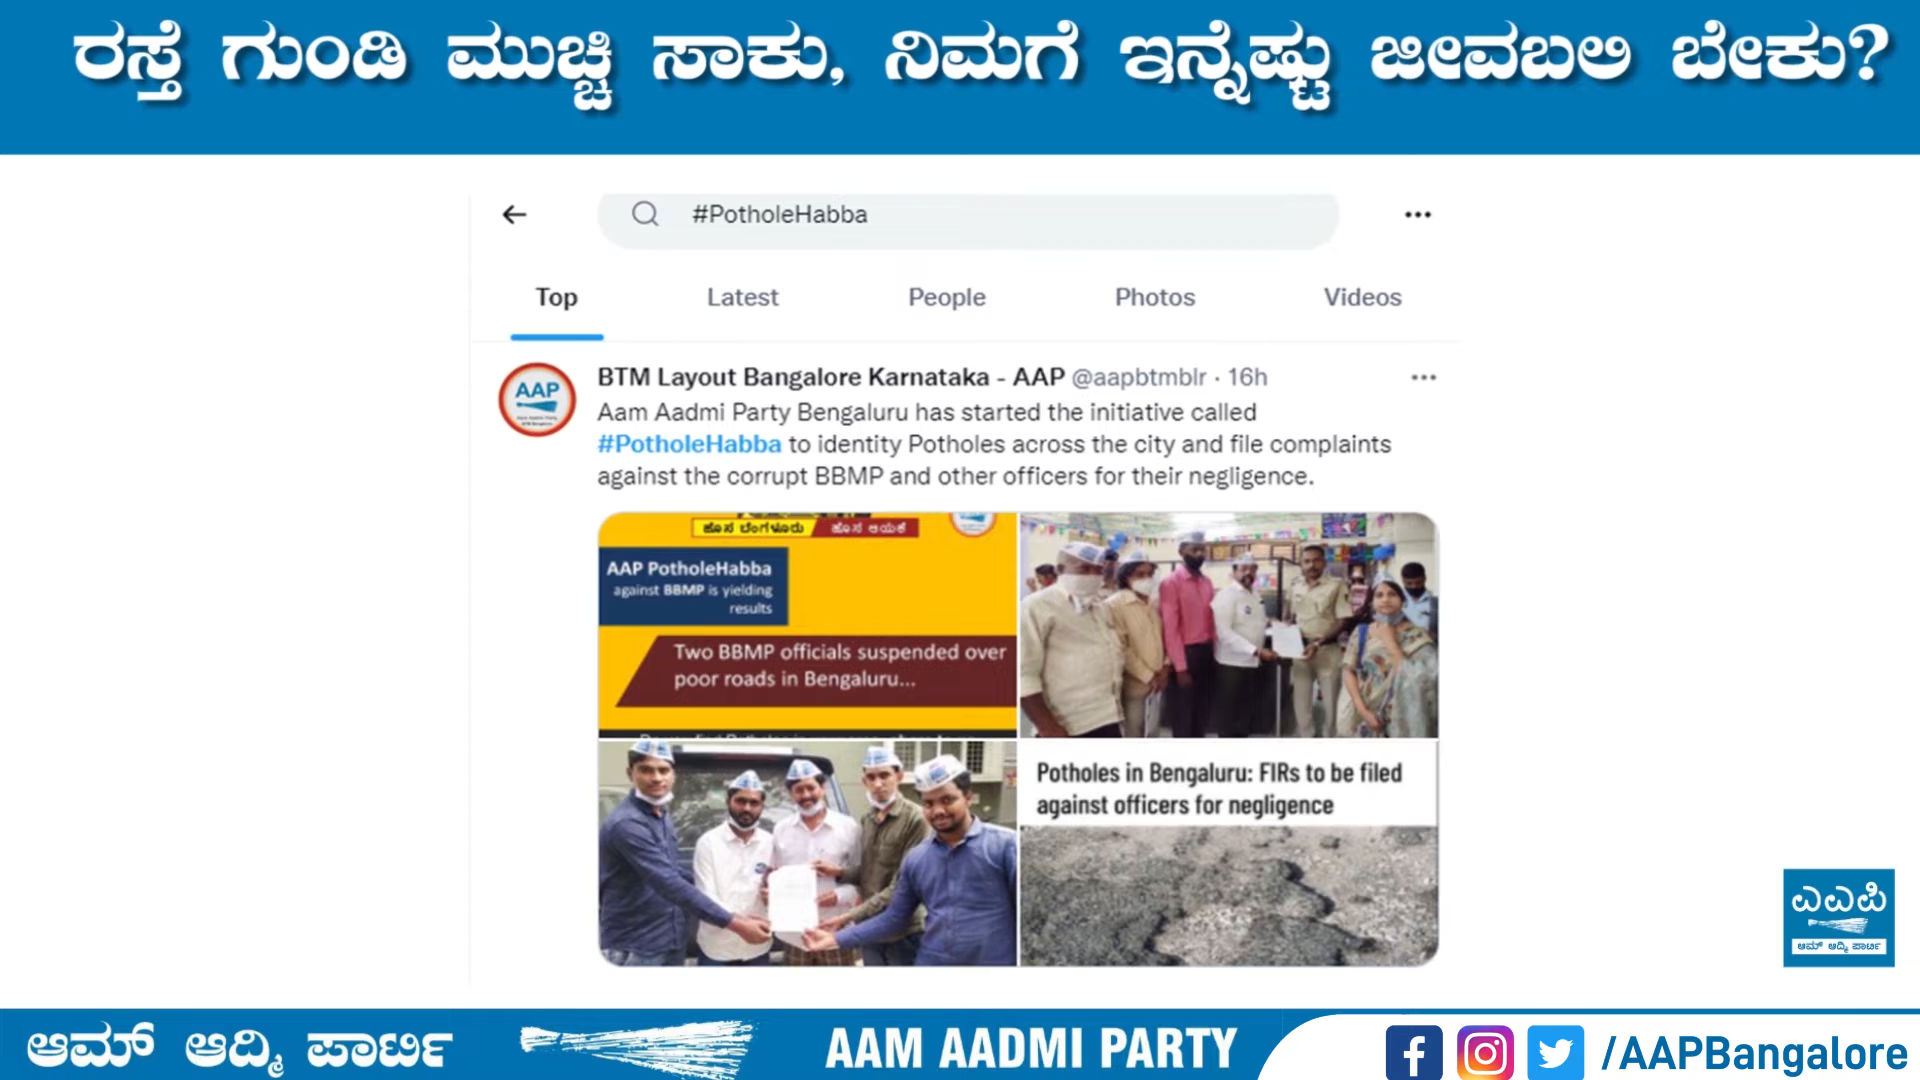 ರಸ್ತೆ ಗುಂಡಿ ಮುಚ್ಚಿ ಸಾಕು, ನಿಮಗೆ ಇನ್ನೆಷ್ಟು ಜೀವಬಲಿ ಬೇಕು?
#PotholeHabba
Top Latest People Photos Videos
BTM Layout Bangalore Karnataka - AAP @aapbtmblr · 16h
Aam Aadmi Party Bengaluru has started the initiative called
#PotholeHabba to identity Potholes across the city and file complaints
against the corrupt BBMP and other officers for their negligence.
AAP
ಹೊಸ ಬೆಂಗಳೂರು ಹೊಸ ಆಯಕೆ
AAP PotholeHabba
against BBMP is yielding
results
Two BBMP officials suspended over
poor roads in Bengaluru...
Potholes in Bengaluru: FIRs to be filed
against officers for negligence
ಎಎಪಿ
ಆಮ್ ಆದ್ಮಿ ಪಾರ್ಟಿ
ಆಮ್ ಆದ್ಮಿ ಪಾರ್ಟಿ AAM AADMI PARTY /AAPBangalore